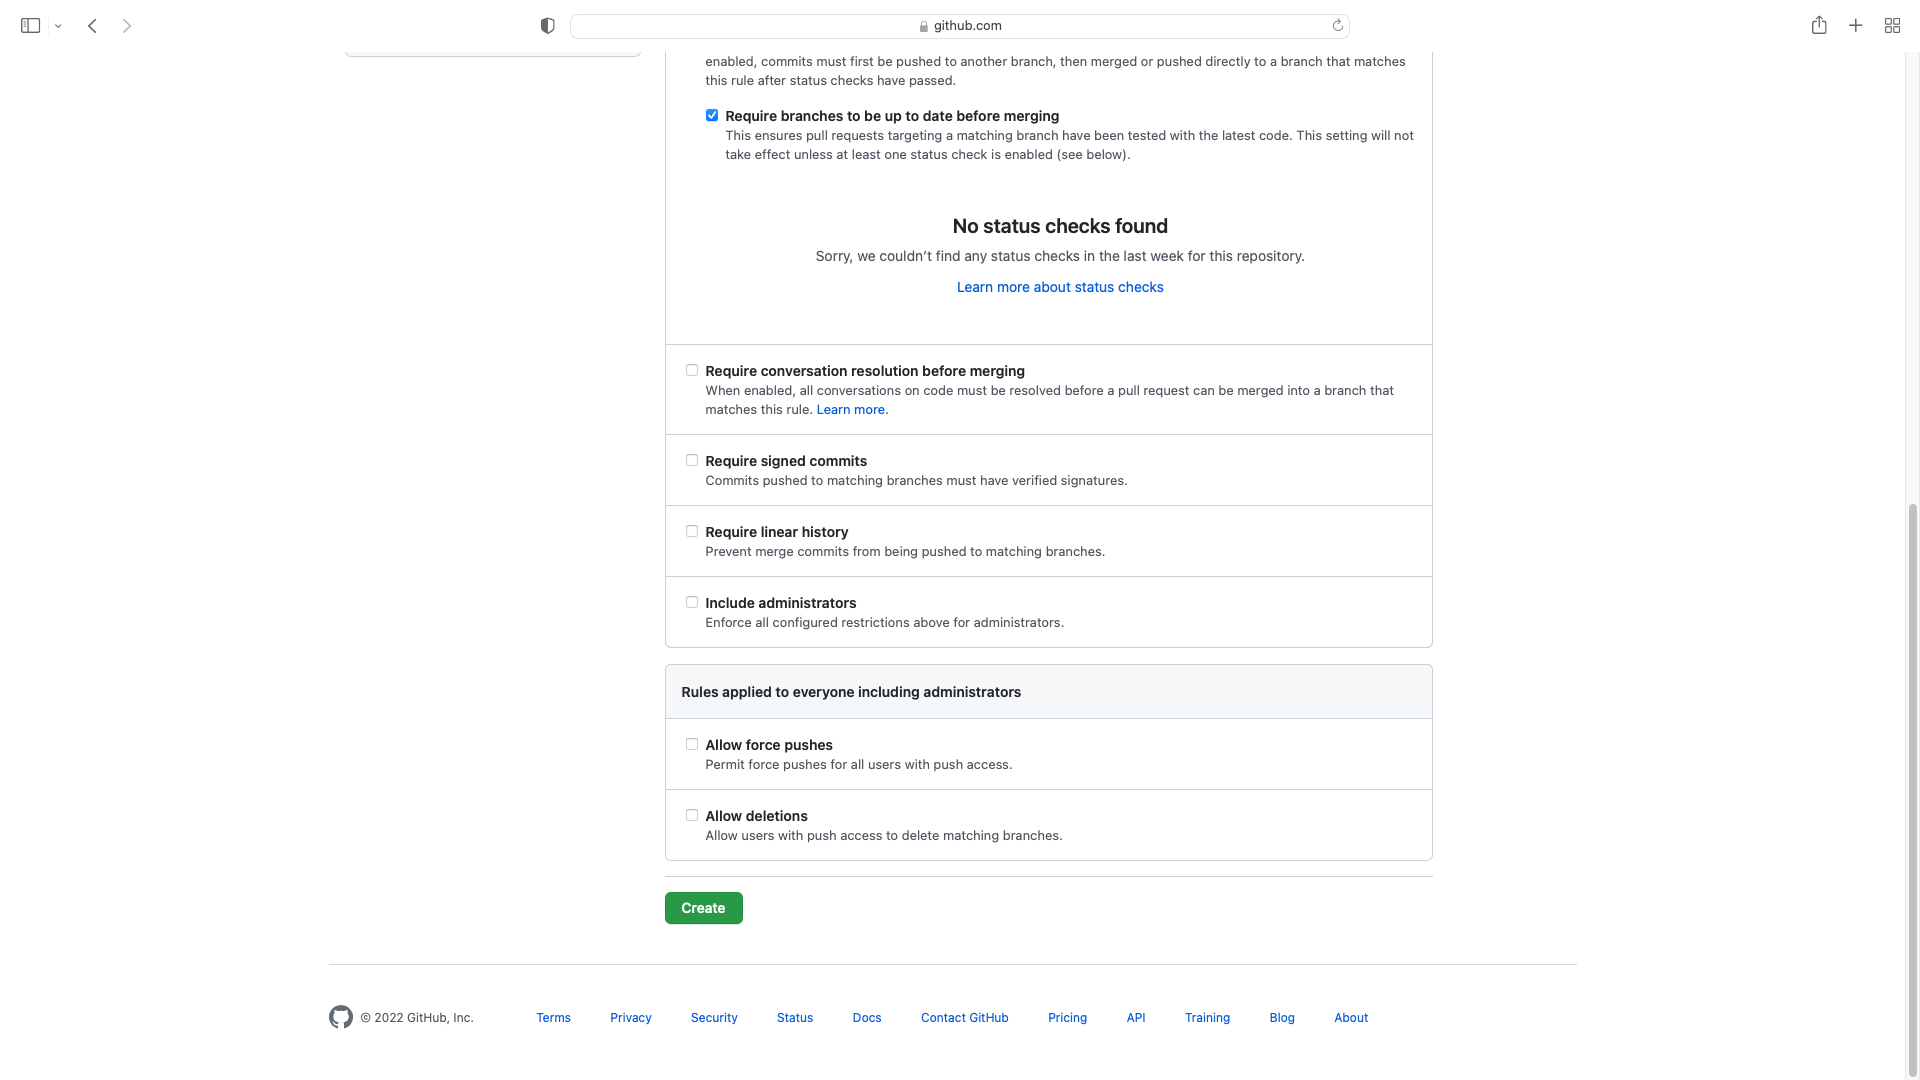 github.com
enabled, commits must first be pushed to another branch, then merged or pushed directly to a branch that matches
this rule after status checks have passed.
Require branches to be up to date before merging
This ensures pull requests targeting a matching branch have been tested with the latest code. This setting will not
take effect unless at least one status check is enabled (see below).
No status checks found
Sorry, we couldn’t find any status checks in the last week for this repository.
Learn more about status checks
Require conversation resolution before merging
When enabled, all conversations on code must be resolved before a pull request can be merged into a branch that
matches this rule. Learn more.
Require signed commits
Commits pushed to matching branches must have verified signatures.
Require linear history
Prevent merge commits from being pushed to matching branches.
Include administrators
Enforce all configured restrictions above for administrators.
Rules applied to everyone including administrators
Allow force pushes
Permit force pushes for all users with push access.
Allow deletions
Allow users with push access to delete matching branches.
Create
© 2022 GitHub, Inc. Terms Privacy Security Status Docs Contact GitHub Pricing API Training Blog About